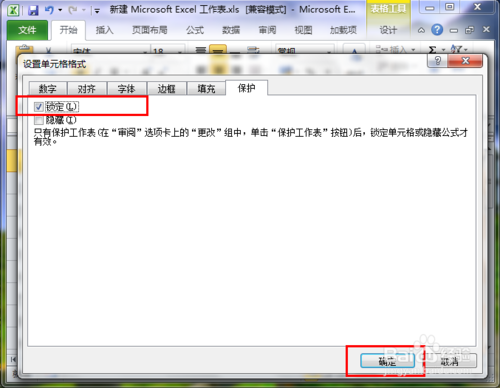 新建 Microsoft Excel 工作表.xls [兼容模式] - Microsoft E...
表格工具
文件 开始 插入 页面布局 公式 数据 审阅 视图 加载项 设计
宋体 18 常规 插入
设置单元格格式
数字 对齐 字体 边框 填充 保护
锁定(L)
隐藏(I)
只有保护工作表(在“审阅”选项卡上的“更改”组中，单击“保护工作表”按钮)后，锁定单元格或隐藏公式才
有效。
确定 取消